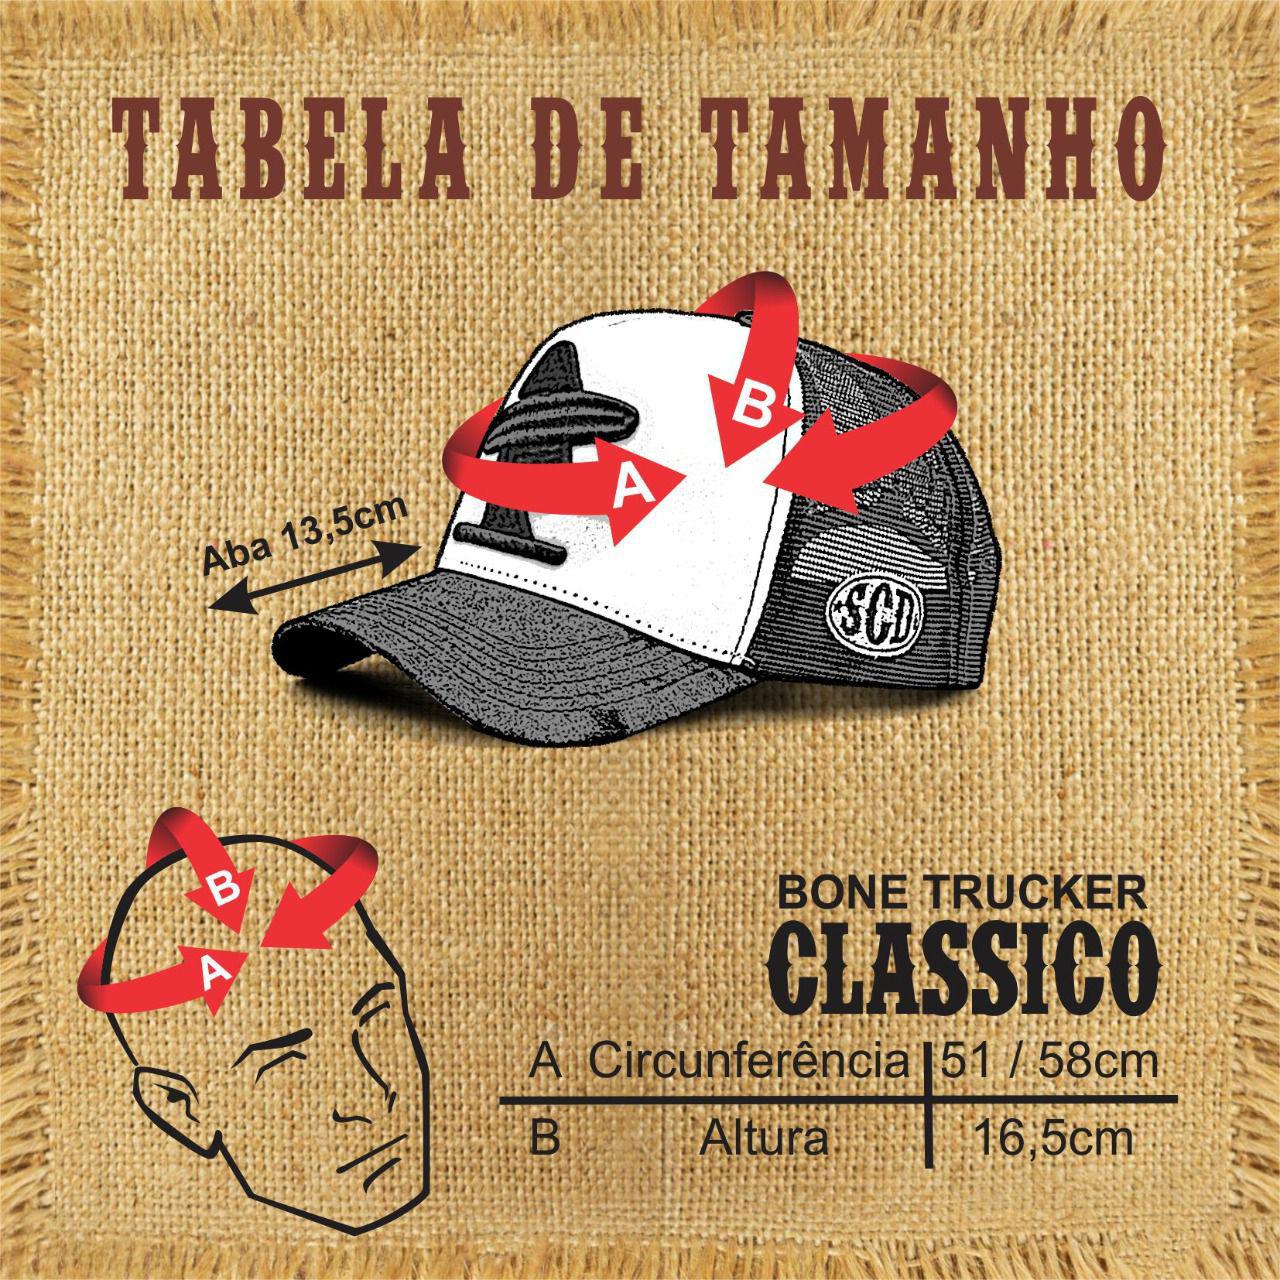 TABELA DE TAMANHO
B
A
Aba 13,5cm
SCD
B
A
BONE TRUCKER
CLASSICO
A Circunferência 51 / 58cm
B Altura 16,5cm